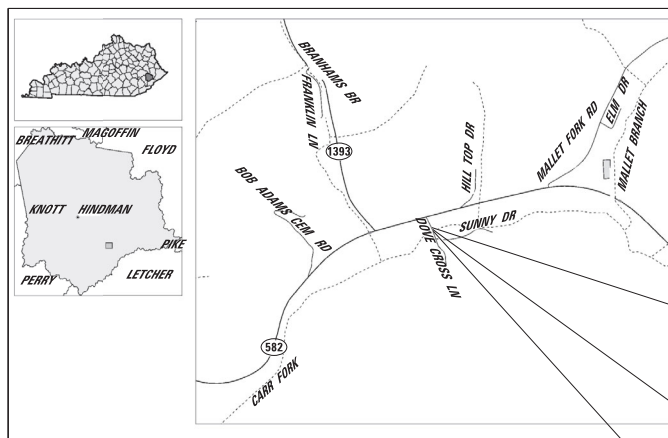 BREATHITT
MAGOFFIN
FLOYD
KNOTT
HINDMAN
PIKE
PERRY
LETCHER
BRANHAMS BR
FRANKLIN LN
1393
BOB ADAMS CEM RD
HILL TOP DR
MALLET FORK RD
ELM DR
MALLET BRANCH
SUNNY DR
DOVE CROSS LN
582
CARR FORK